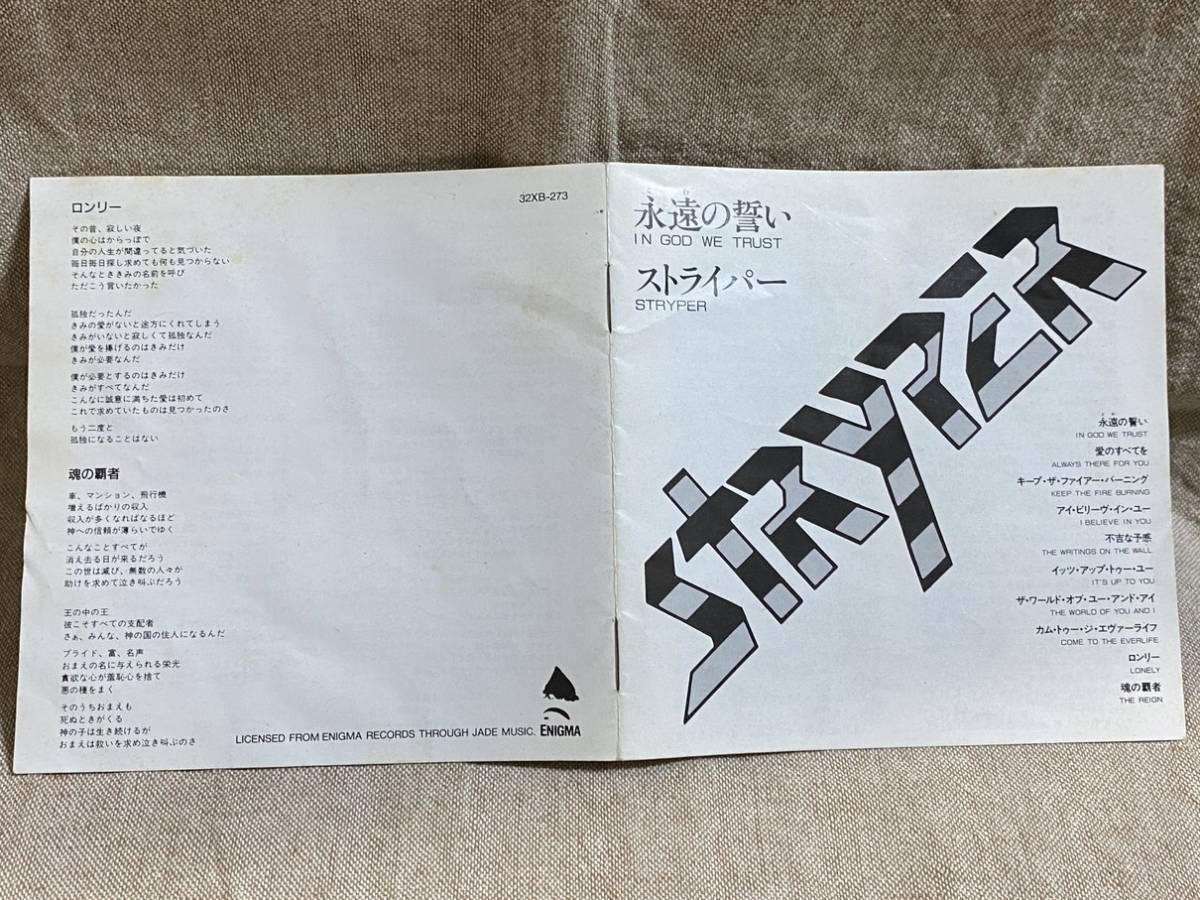 ロンリー
32XB-273
その昔、寂しい夜
僕の心はからっぽで
自分の人生が間違ってると気づいた
毎日毎日探し求めても何も見つからない
そんなとききみの名前を呼び
ただこう言いたかった
孤独だったんだ
きみの愛がないと途方にくれてしまう
きみがいないと寂しくて孤独なんだ
僕が愛を捧げるのはきみだけ
きみが必要なんだ
僕が必要とするのはきみだけ
きみがすべてなんだ
こんなに誠意に満ちた愛は初めて
これで求めていたものは見つかったのさ
もう二度と
孤独になることはない
魂の覇者
車、マンション、飛行機
増えるばかりの収入
収入が多くなればなるほど
神への信頼が薄らいでゆく
こんなことすべてが
消え去る日が来るだろう
この世は滅び、無数の人々が
助けを求めて泣き叫ぶだろう
王の中の王
彼こそすべての支配者
さぁ、みんな、神の国の住人になるんだ
プライド、富、名声
おまえの名に与えられる栄光
貪欲な心が羞恥心を捨て
悪の種をまく
そのうちおまえも
死ぬときがくる
神の子は生き続けるが
おまえは救いを求め泣き叫ぶのさ
LICENSED FROM ENIGMA RECORDS THROUGH JADE MUSIC.
ENIGMA
とわ
永遠の誓い
IN GOD WE TRUST
ストライパー
STRYPER
STRYPER
とわ
永遠の誓い
IN GOD WE TRUST
愛のすべてを
ALWAYS THERE FOR YOU
キープ・ザ・ファイアー・バーニング
KEEP THE FIRE BURNING
アイ・ビリーヴ・イン・ユー
I BELIEVE IN YOU
不吉な予感
THE WRITINGS ON THE WALL
イッツ・アップ・トゥー・ユー
IT'S UP TO YOU
ザ・ワールド・オブ・ユー・アンド・アイ
THE WORLD OF YOU AND I
カム・トゥー・ジ・エヴァーライフ
COME TO THE EVERLIFE
ロンリー
LONELY
魂の覇者
THE REIGN